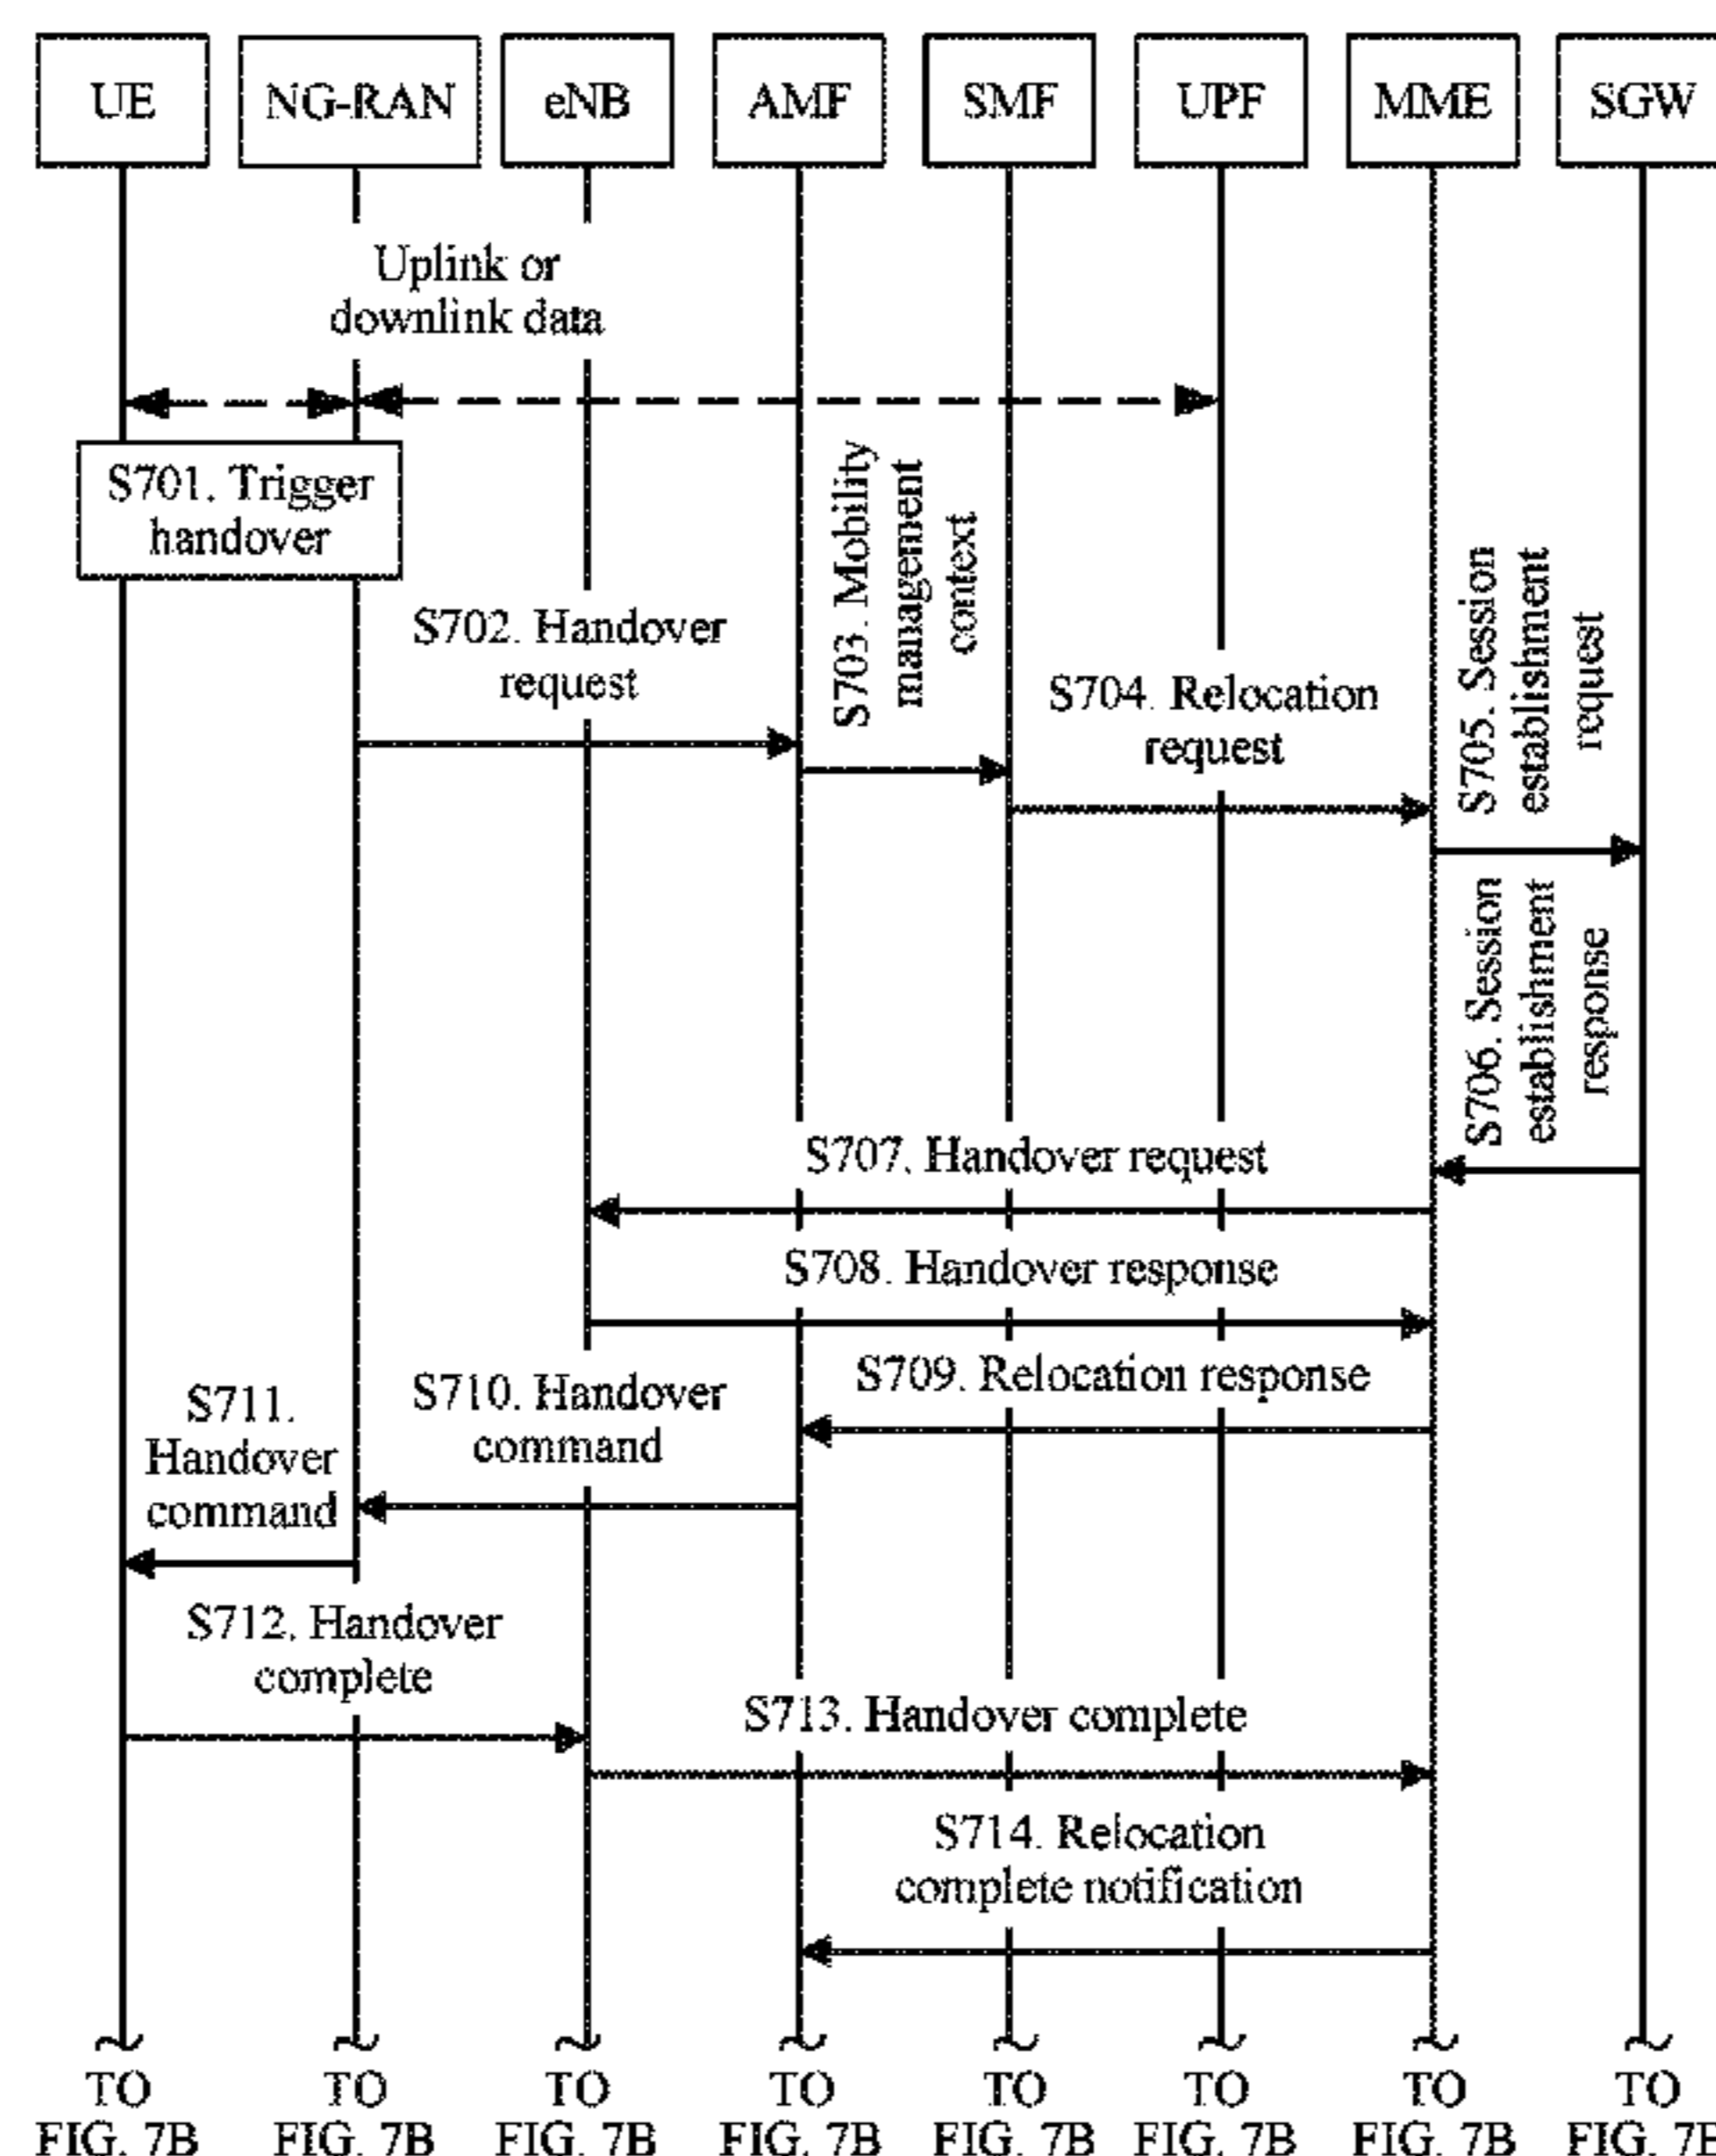 UE
NG-RAN
eNB
AMF
SMF
UPF
MME
SGW
Uplink or
downlink data
S701. Trigger
handover
S702. Handover
request
S703. Mobility
management
context
S704. Relocation
request
S705. Session
establishment
request
S706. Session
establishment
response
S707. Handover request
S708. Handover response
S709. Relocation response
S710. Handover
command
S711.
Handover
command
S712. Handover
complete
S713. Handover complete
S714. Relocation
complete notification
TO
FIG. 7B
TO
FIG. 7B
TO
FIG. 7B
TO
FIG. 7B
TO
FIG. 7B
TO
FIG. 7B
TO
FIG. 7B
TO
FIG. 7B